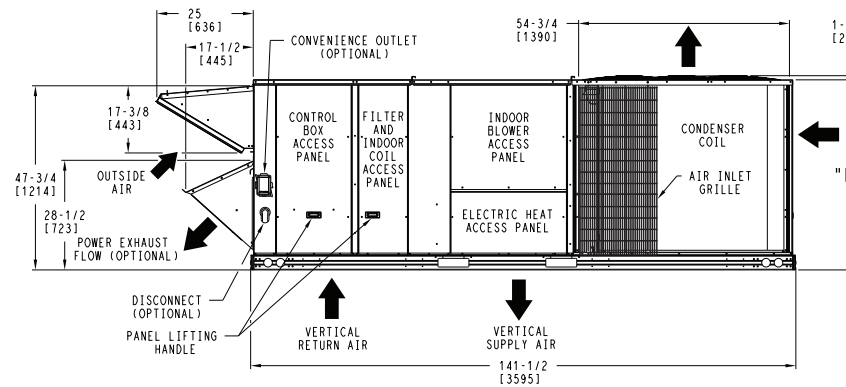 25
[636]
17-1/2
[445]
CONVENIENCE OUTLET
(OPTIONAL)
54-3/4
[1390]
1-
[2
17-3/8
[443]
CONTROL
BOX
ACCESS
PANEL
FILTER
AND
INDOOR
COIL
ACCESS
PANEL
INDOOR
BLOWER
ACCESS
PANEL
CONDENSER
COIL
AIR INLET
GRILLE
47-3/4
[1214]
OUTSIDE
AIR
28-1/2
[723]
ELECTRIC HEAT
ACCESS PANEL
POWER EXHAUST
FLOW (OPTIONAL)
DISCONNECT
(OPTIONAL)
PANEL LIFTING
HANDLE
VERTICAL
RETURN AIR
VERTICAL
SUPPLY AIR
141-1/2
[3595]